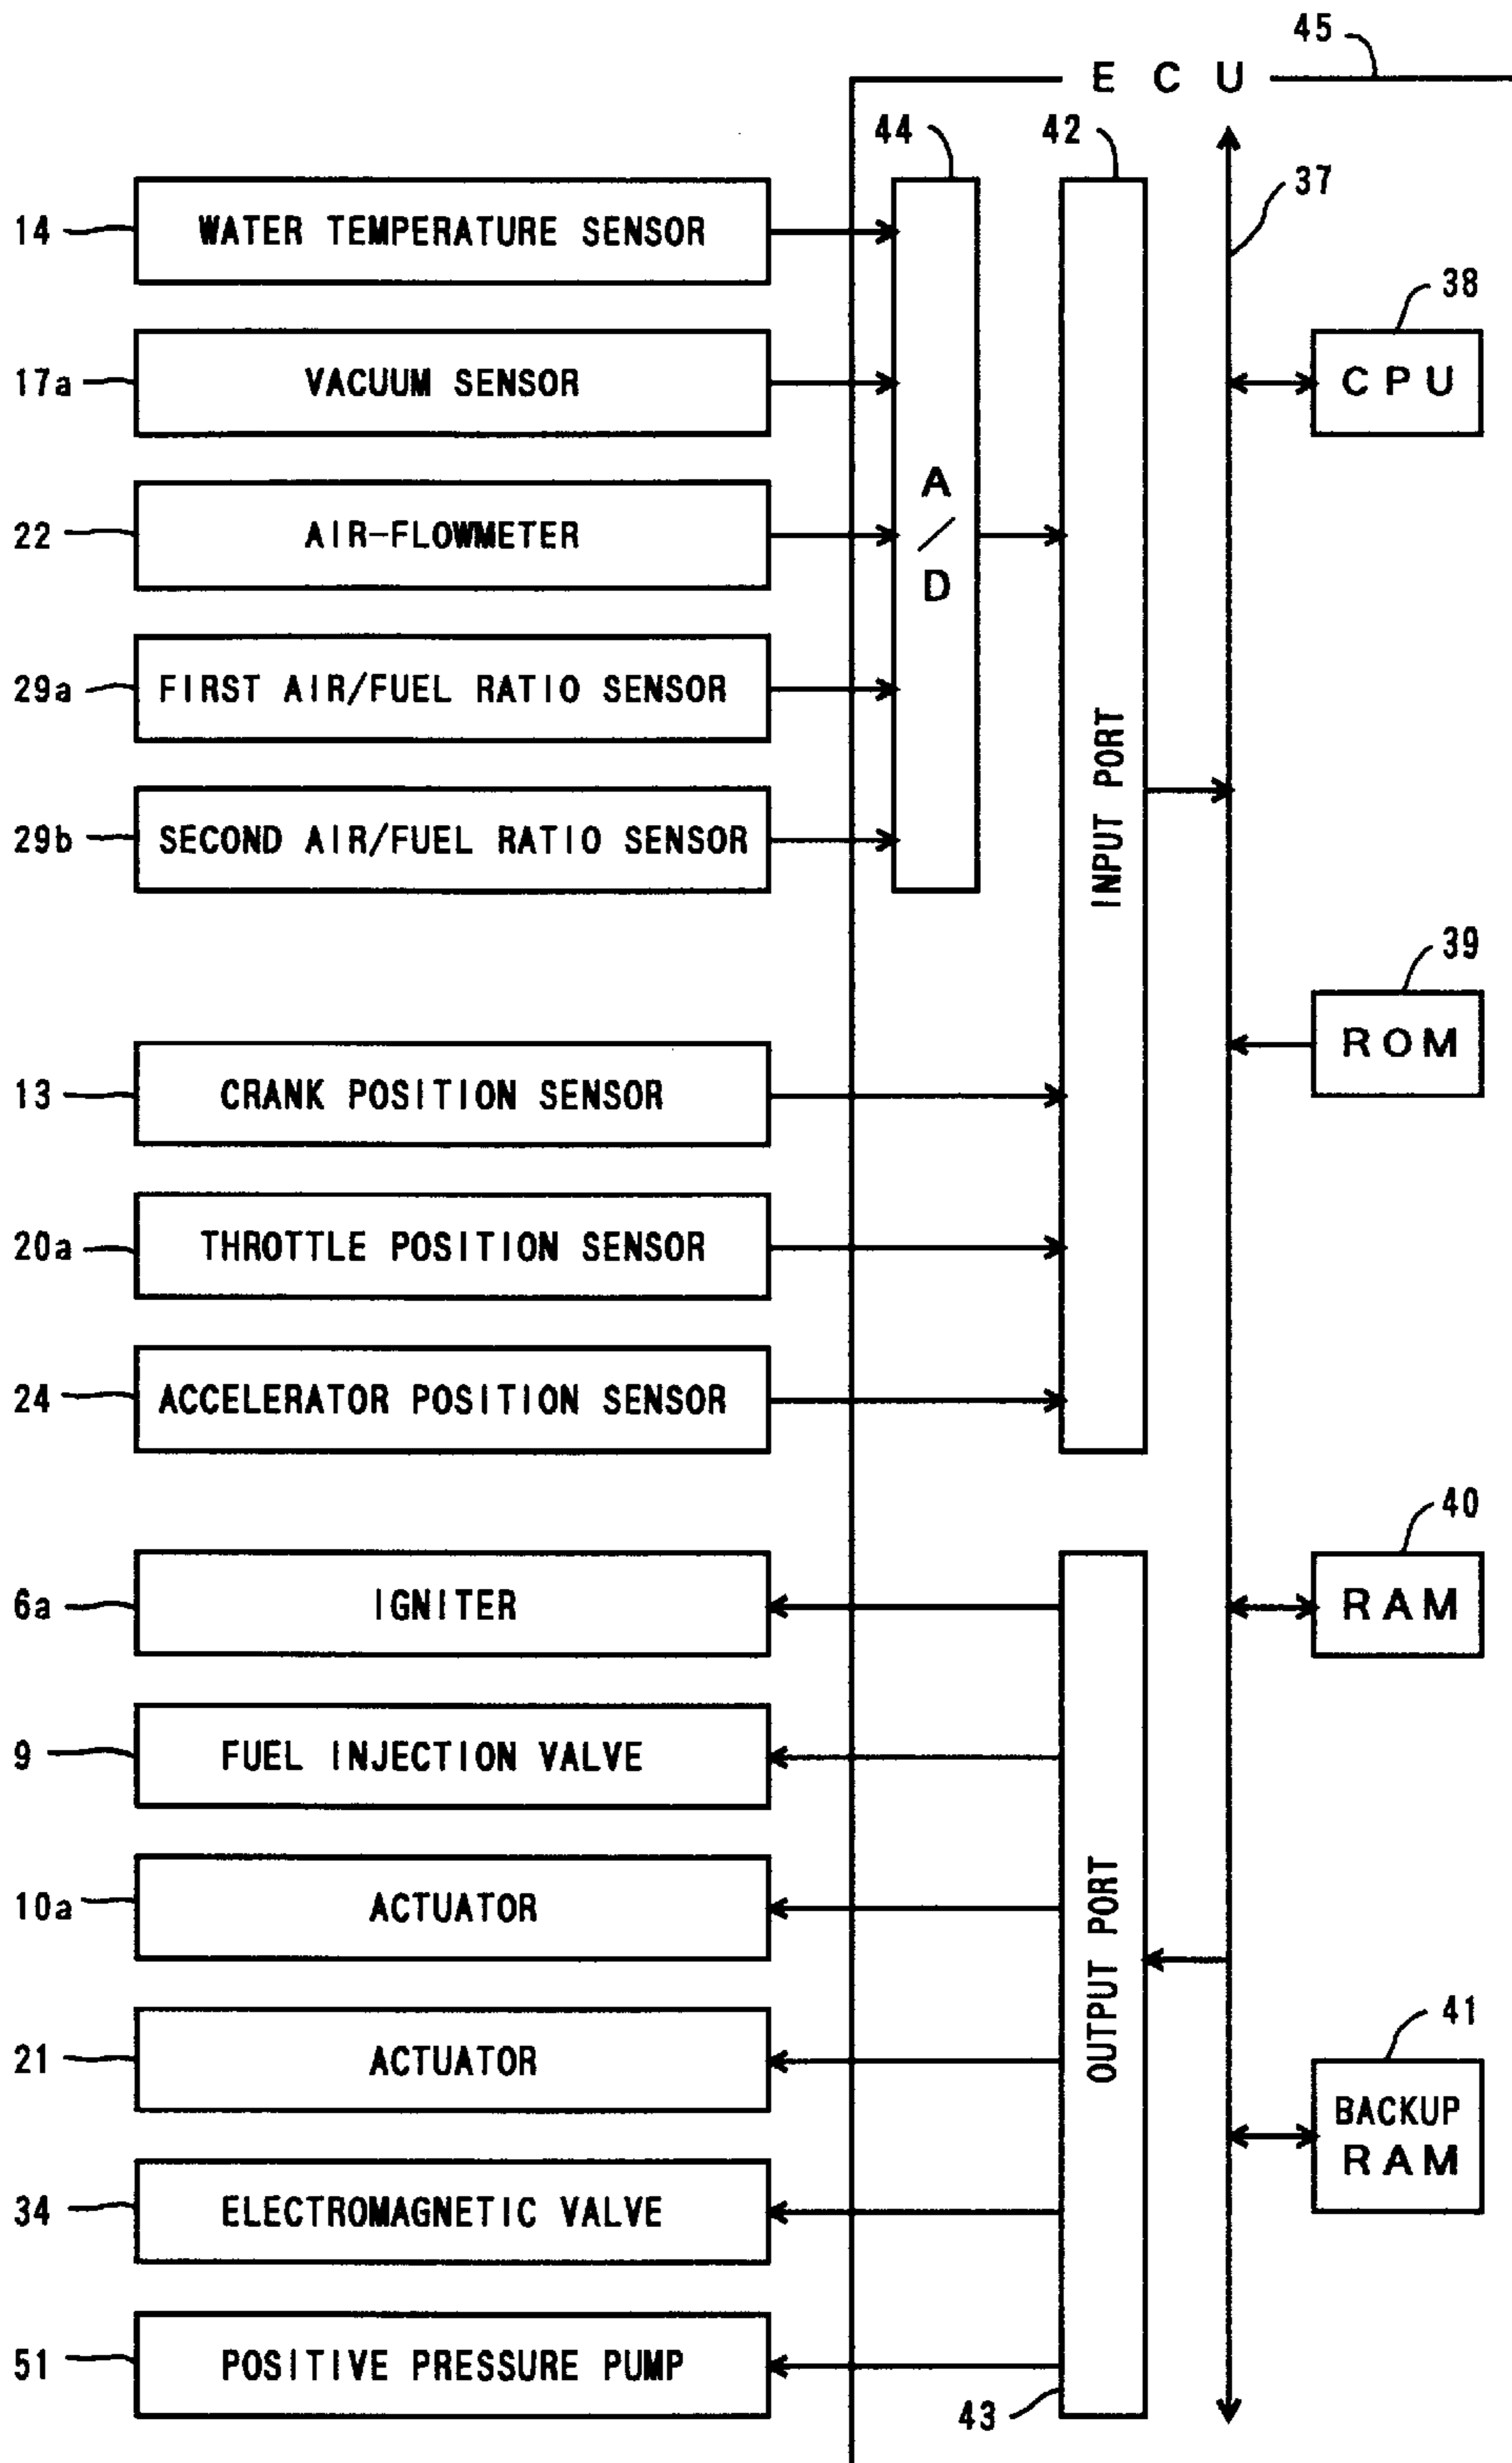 45
E C U
44
42
37
14
WATER TEMPERATURE SENSOR
38
17a
VACUUM SENSOR
CPU
22
AIR-FLOWMETER
A/D
29a
FIRST AIR/FUEL RATIO SENSOR
INPUT PORT
29b
SECOND AIR/FUEL RATIO SENSOR
39
ROM
13
CRANK POSITION SENSOR
20a
THROTTLE POSITION SENSOR
24
ACCELERATOR POSITION SENSOR
40
6a
IGNITER
RAM
9
FUEL INJECTION VALVE
10a
ACTUATOR
OUTPUT PORT
21
ACTUATOR
41
BACKUP
RAM
34
ELECTROMAGNETIC VALVE
51
POSITIVE PRESSURE PUMP
43